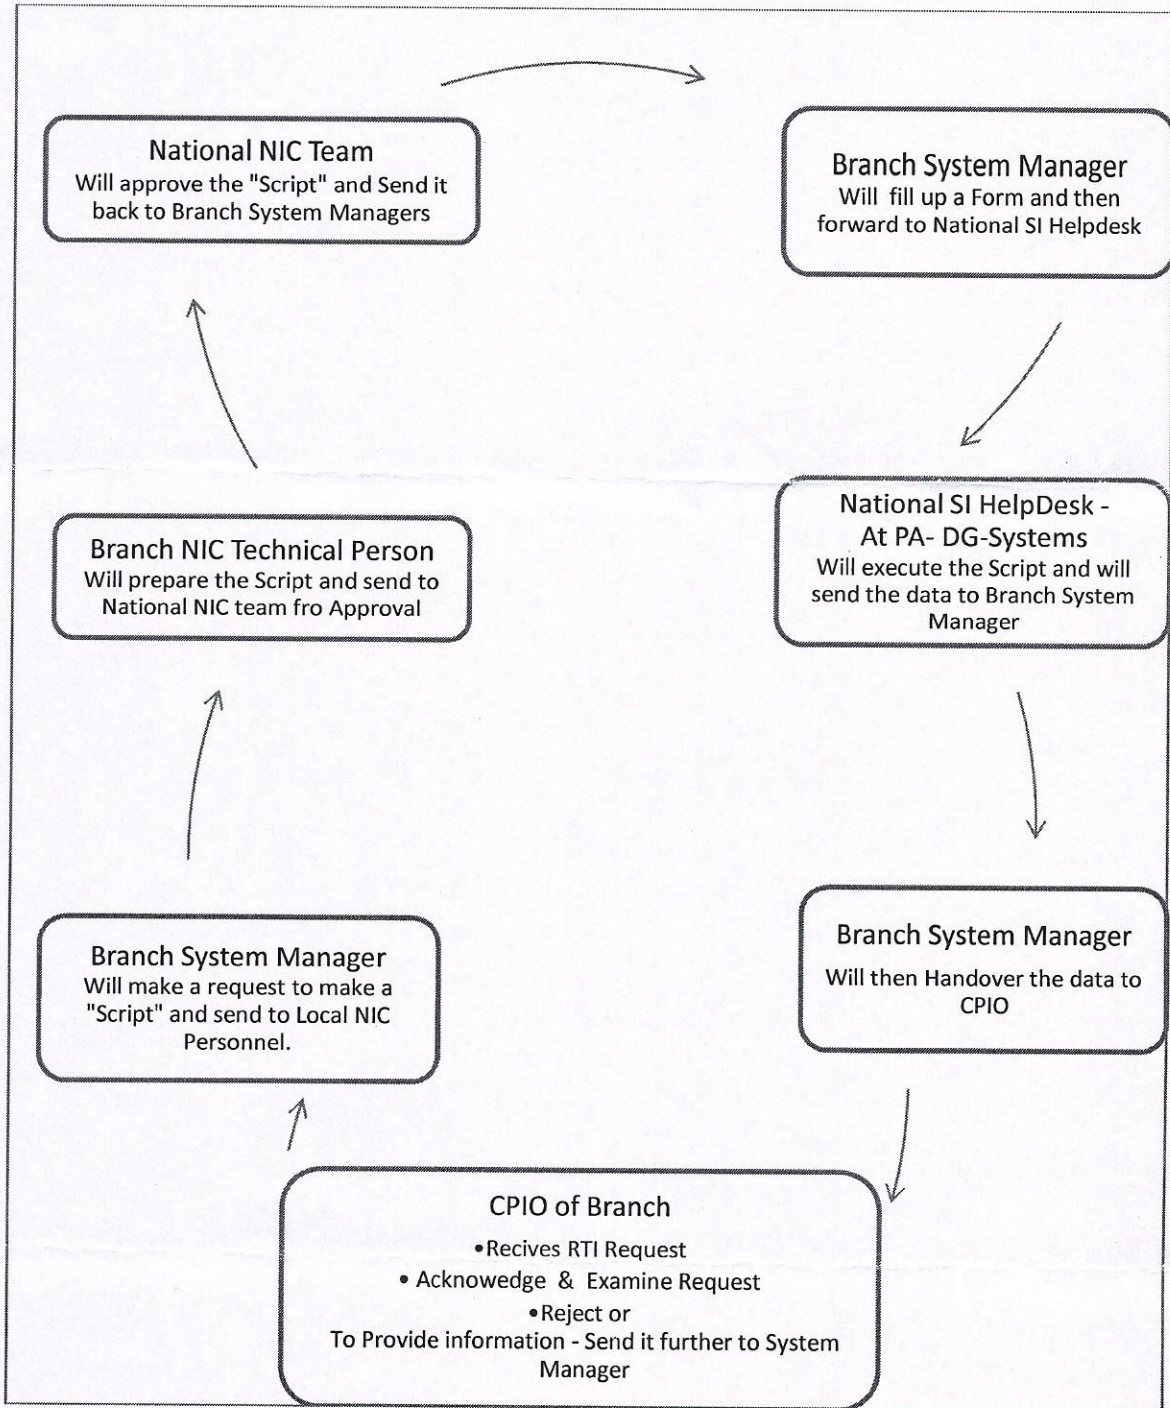 National NIC Team
Will approve the "Script" and Send it
back to Branch System Managers
Branch System Manager
Will fill up a Form and then
forward to National SI Helpdesk
Branch NIC Technical Person
Will prepare the Script and send to
National NIC team fro Approval
National SI HelpDesk -
At PA- DG-Systems
Will execute the Script and will
send the data to Branch System
Manager
Branch System Manager
Will make a request to make a
"Script" and send to Local NIC
Personnel.
Branch System Manager
Will then Handover the data to
CPIO
CPIO of Branch
•Recives RTI Request
• Acknowedge & Examine Request
•Reject or
To Provide information - Send it further to System
Manager